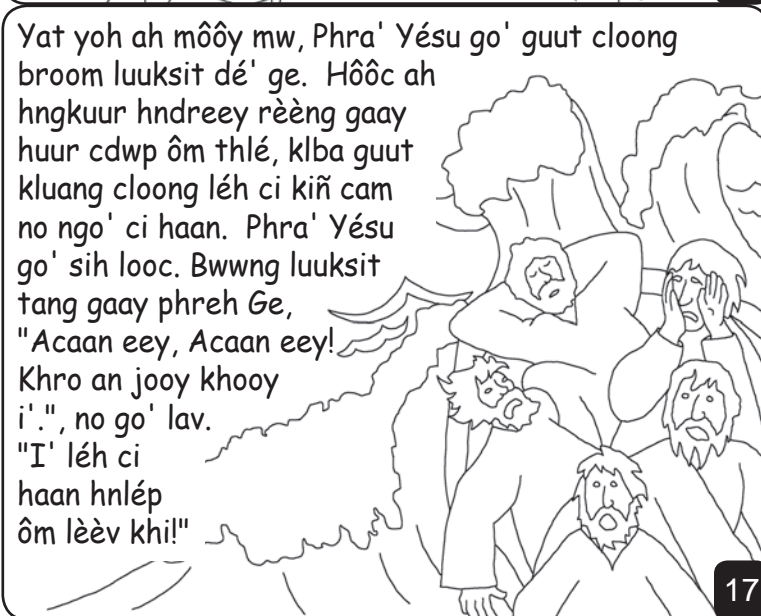 Yat yoh ah môôy mw, Phra' Yésu go' guut cloong
broom luuksit dé' ge.  Hôôc ah
hngkuur hndreey rèèng gaay
huur cdwp ôm thlé, klba guut
kluang cloong léh ci kiñ cam
no ngo' ci haan.  Phra' Yésu
go' sih looc. Bwwng luuksit
tang gaay phreh Ge,
"Acaan eey, Acaan eey!
Khro an jooy khooy
i'.", no go' lav.
"I' léh ci
haan hnlép
ôm lèèv khi!"
17